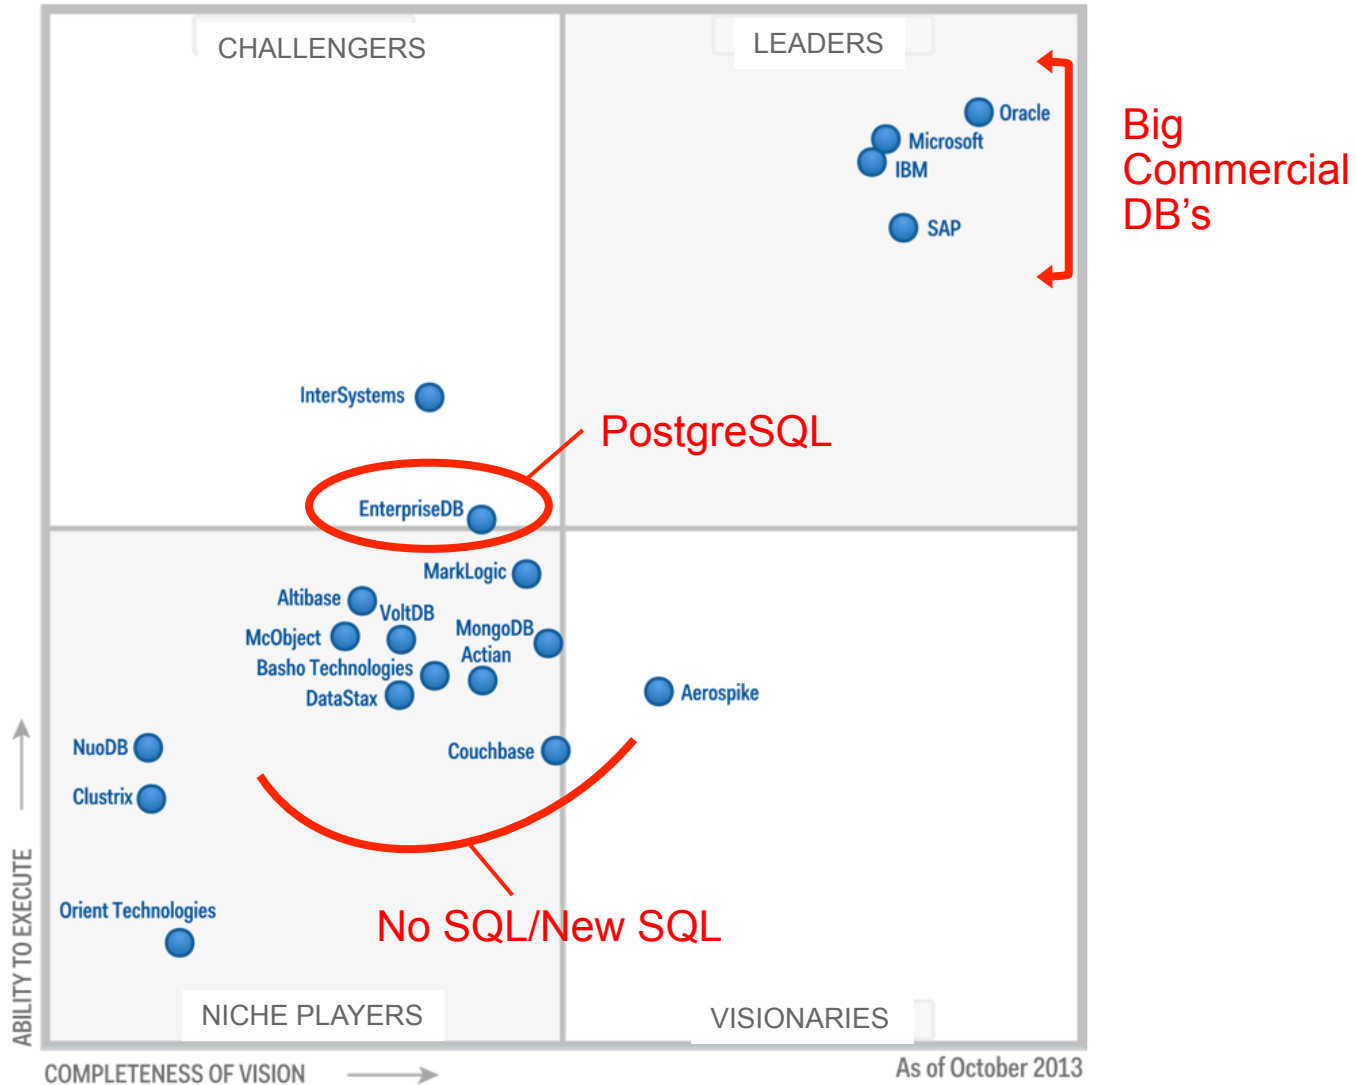 CHALLENGERS
LEADERS
Oracle
Microsoft
IBM
SAP
Big
Commercial
DB's
InterSystems
PostgreSQL
EnterpriseDB
MarkLogic
Altibase
VoltDB
McObject
MongoDB
Actian
Basho Technologies
DataStax
Aerospike
NuoDB
Couchbase
Clustrix
Orient Technologies
No SQL/New SQL
NICHE PLAYERS
VISIONARIES
ABILITY TO EXECUTE
COMPLETENESS OF VISION
As of October 2013